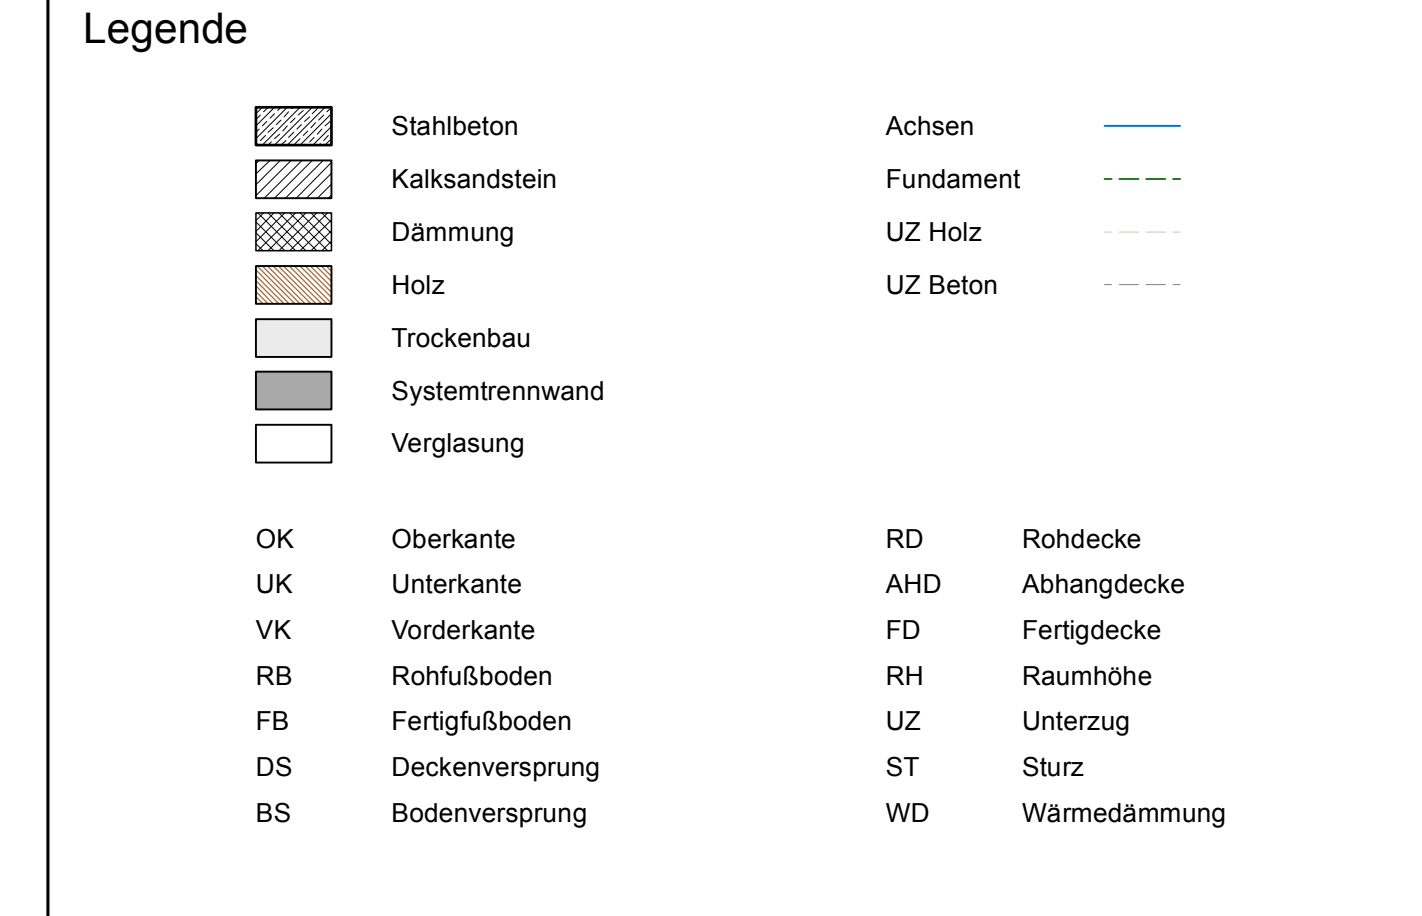 Legende
Stahlbeton
Kalksandstein
Dämmung
Holz
Trockenbau
Systemtrennwand
Verglasung
Achsen
Fundament
UZ Holz
UZ Beton
OK Oberkante
UK Unterkante
VK Vorderkante
RB Rohfußboden
FB Fertigfußboden
DS Deckenversprung
BS Bodenversprung
RD Rohdecke
AHD Abhangdecke
FD Fertigdecke
RH Raumhöhe
UZ Unterzug
ST Sturz
WD Wärmedämmung